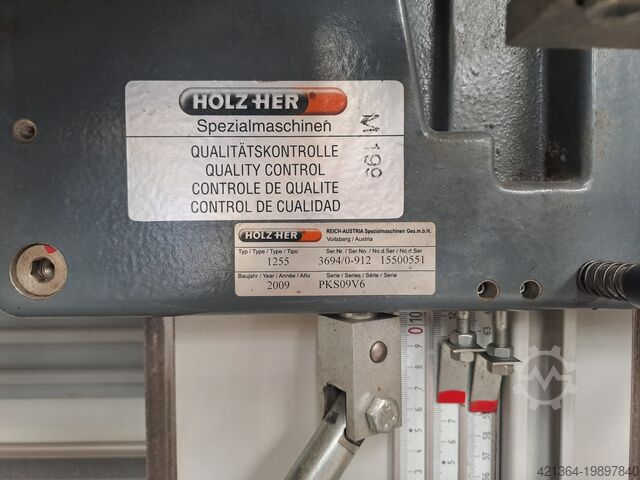 HOLZ-HER®
Spezialmaschinen
QUALITÄTSKONTROLLE
QUALITY CONTROL
CONTROLE DE QUALITE
CONTROL DE CUALIDAD
M 199
HOLZ-HER®
REICH-AUSTRIA Spezialmaschinen Ges.m.b.H.
Voitsberg / Austria
Typ / Type / Type / Tipo
Ser.Nr. / Ser No. / No.d.Ser / No.d.Ser
1255
3694/0-912 15500551
Baujahr / Year / Année / Año
Serie / Series / Série / Serie
2009
PKS09V6
421364-19897840